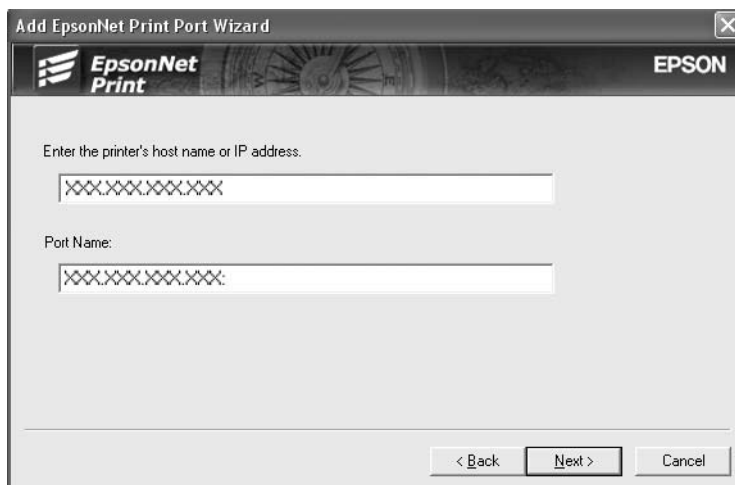 Add EpsonNet Print Port Wizard
EpsonNet
Print
EPSON
Enter the printer's host name or IP address.
XXX.XXX.XXX.XXX
Port Name:
XXX.XXX.XXX.XXX:
< Back
Next >
Cancel